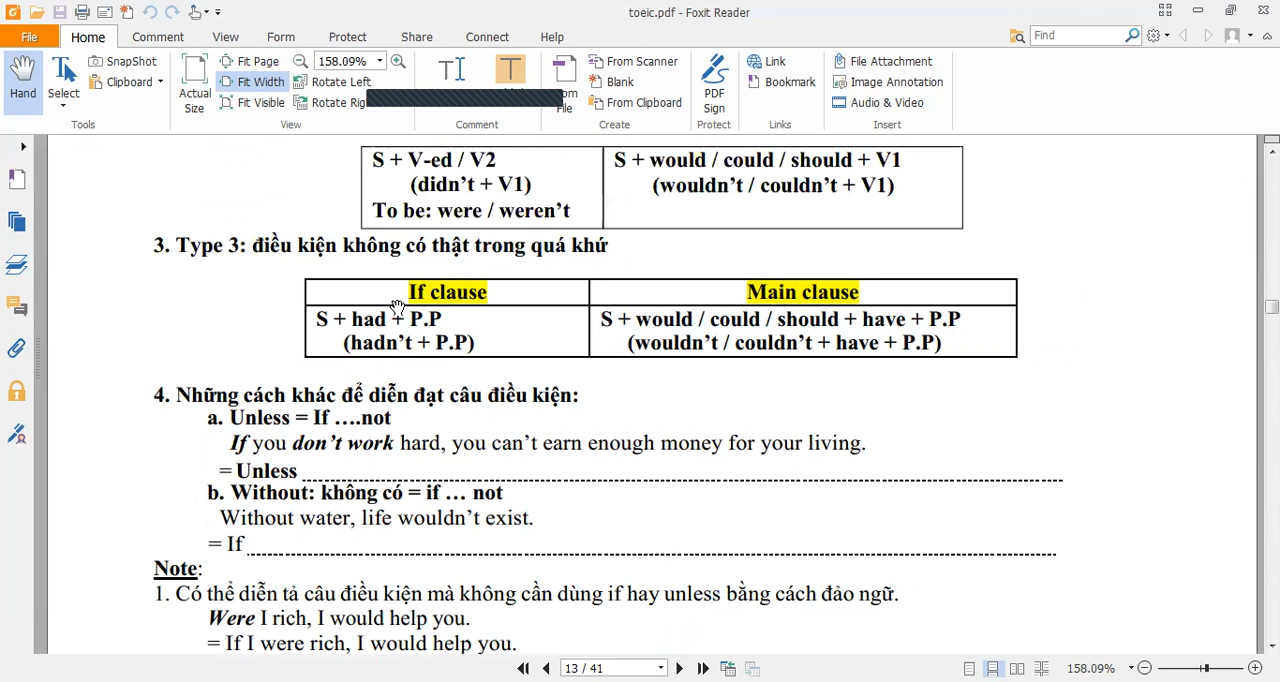 toeic.pdf - Foxit Reader
File Home Comment View Form Protect Share Connect Help Find
Hand
Select
SnapShot
Clipboard
Tools
Actual Size
Fit Page
Fit Width
Fit Visible
158.09%
Rotate Left
Rotate Rig
View
Comment
om File
From Scanner
Blank
From Clipboard
Create
PDF Sign
Protect
Link
Bookmark
Links
File Attachment
Image Annotation
Audio & Video
Insert
S + V-ed / V2 S + would / could / should + V1
(didn't + V1) (wouldn't / couldn't + V1)
To be: were / weren't
3. Type 3: điều kiện không có thật trong quá khứ
If clause Main clause
S + had + P.P S + would / could / should + have + P.P
(hadn't + P.P) (wouldn't / couldn't + have + P.P)
4. Những cách khác để diễn đạt câu điều kiện:
a. Unless = If ….not
If you don't work hard, you can't earn enough money for your living.
= Unless
b. Without: không có = if … not
Without water, life wouldn't exist.
= If
Note:
1. Có thể diễn tả câu điều kiện mà không cần dùng if hay unless bằng cách đảo ngữ.
Were I rich, I would help you.
= If I were rich, I would help you.
13 / 41 158.09%